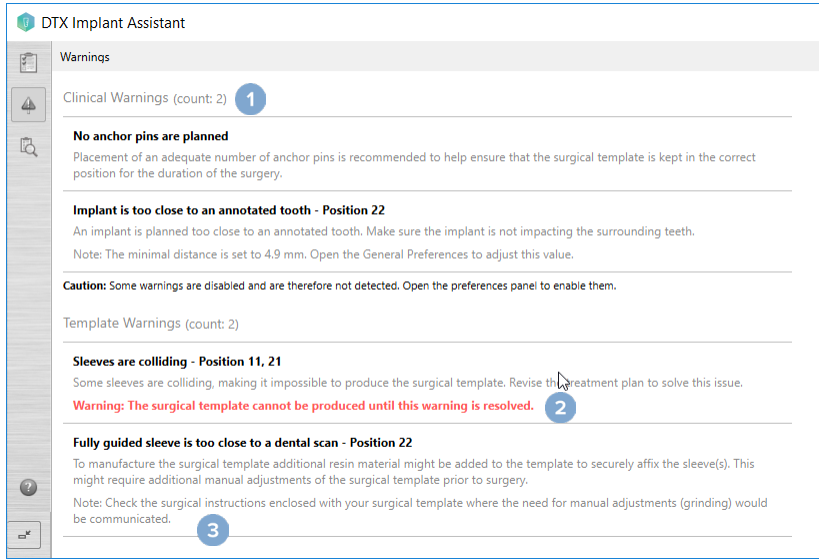 DTX Implant Assistant
Warnings
Clinical Warnings (count: 2) 1
No anchor pins are planned
Placement of an adequate number of anchor pins is recommended to help ensure that the surgical template is kept in the correct
position for the duration of the surgery.
Implant is too close to an annotated tooth - Position 22
An implant is planned too close to an annotated tooth. Make sure the implant is not impacting the surrounding teeth.
Note: The minimal distance is set to 4.9 mm. Open the General Preferences to adjust this value.
Caution: Some warnings are disabled and are therefore not detected. Open the preferences panel to enable them.
Template Warnings (count: 2)
Sleeves are colliding - Position 11, 21
Some sleeves are colliding, making it impossible to produce the surgical template. Revise the treatment plan to solve this issue.
Warning: The surgical template cannot be produced until this warning is resolved. 2
Fully guided sleeve is too close to a dental scan - Position 22
To manufacture the surgical template additional resin material might be added to the template to securely affix the sleeve(s). This
might require additional manual adjustments of the surgical template prior to surgery.
Note: Check the surgical instructions enclosed with your surgical template where the need for manual adjustments (grinding) would
be communicated. 3
?